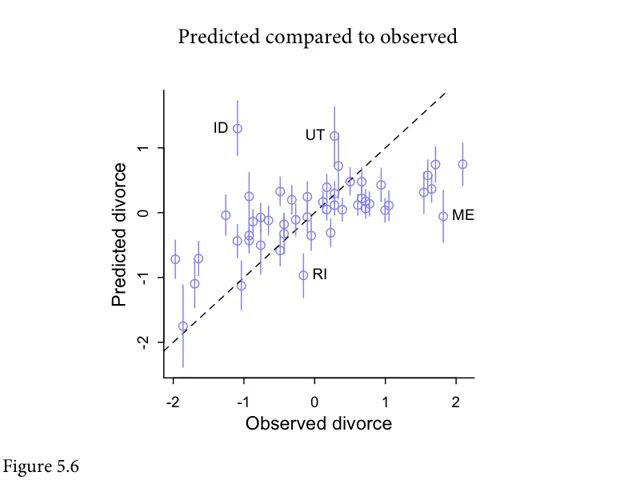 Predicted compared to observed
ID
UT
ME
RI
Predicted divorce
1
0
-1
-2
-2 -1 0 1 2
Observed divorce
Figure 5.6